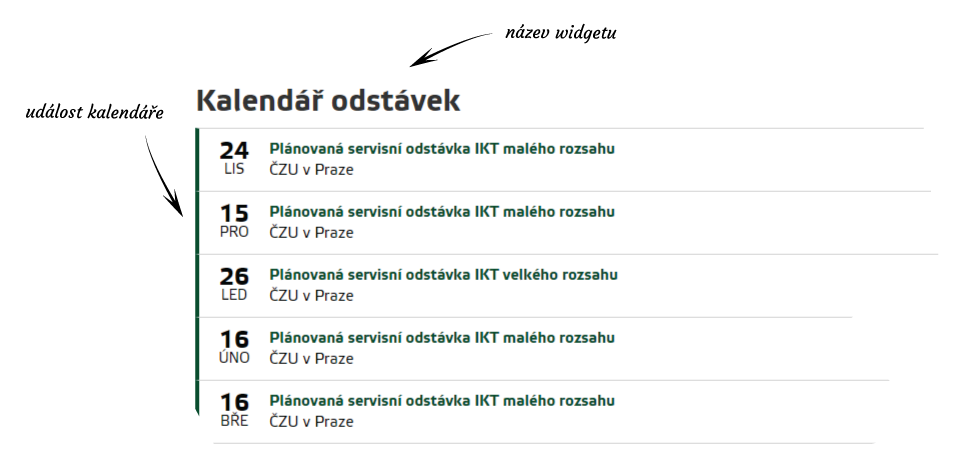 název widgetu
Kalendář odstávek
událost kalendáře
24 Plánovaná servisní odstávka IKT malého rozsahu
LIS ČZU v Praze
15 Plánovaná servisní odstávka IKT malého rozsahu
PRO ČZU v Praze
26 Plánovaná servisní odstávka IKT velkého rozsahu
LED ČZU v Praze
16 Plánovaná servisní odstávka IKT malého rozsahu
ÚNO ČZU v Praze
16 Plánovaná servisní odstávka IKT malého rozsahu
BŘE ČZU v Praze